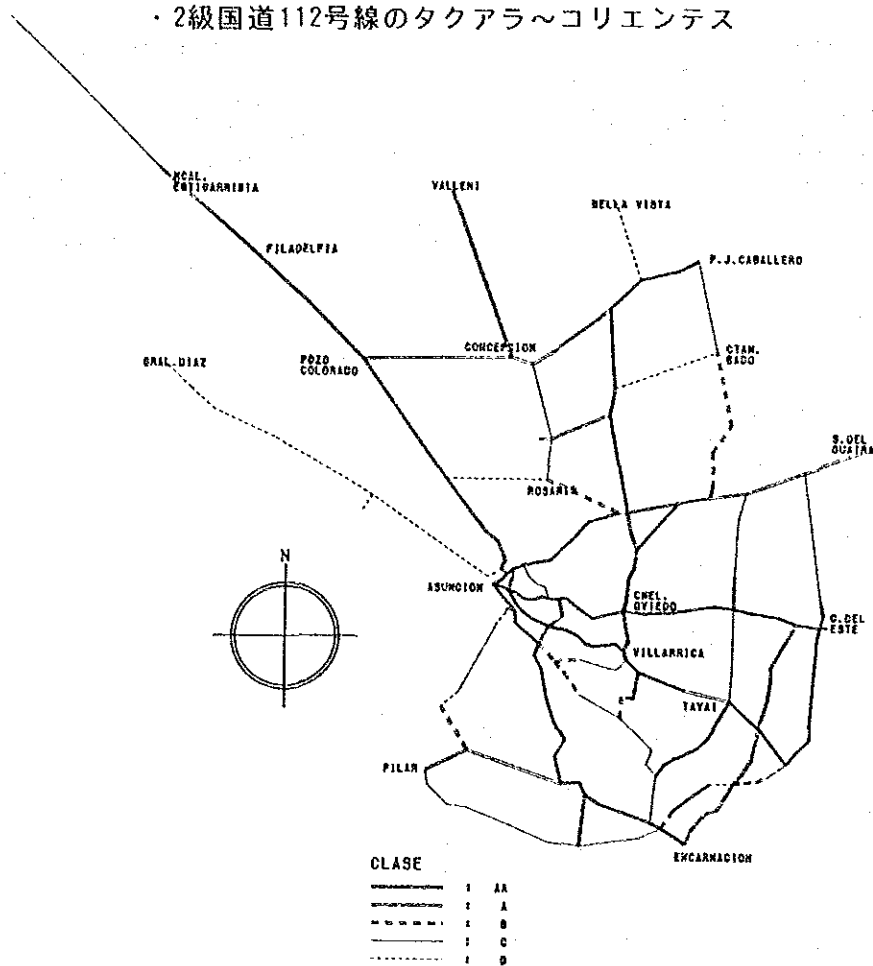 ・2級国道112号線のタクアラ～コリエンテス
MCAL.
ESTIGARRIBIA
VALLEMI
BELLA VISTA
FILADELFIA
P.J.CABALLERO
GRAL.DIAZ
POZO
COLORADO
CONCEPSION
CTAN.
BADO
S.DEL
GUAIRA
ROSARIO
N
ASUNCION
CNEL.
OVIEDO
C.DEL
ESTE
VILLARRICA
TAVAI
PILAR
ENCARNACION
CLASE
: AA
: A
: B
: C
: D